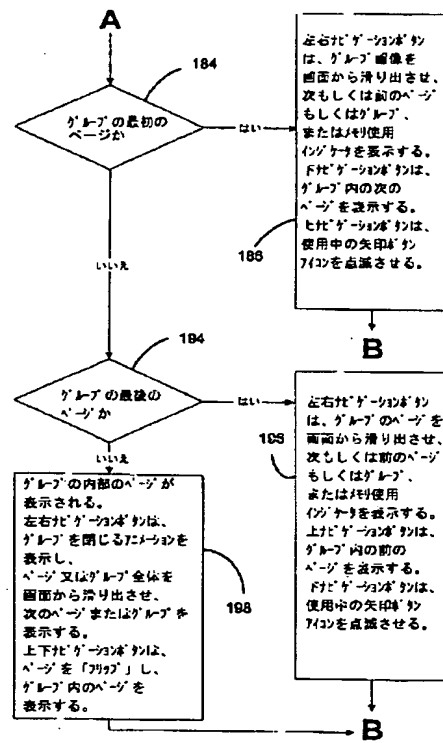 A
184
グループの最初の
ページか
はい
左右ナビゲーションボタン
は、グループ画像を
画面から滑り出させ、
次もしくは前のページ
もしくはグループ、
またはメモリ使用
インジケータを表示する。
下ナビゲーションボタンは、
グループ内の次の
ページを表示する。
上ナビゲーションボタンは、
使用中の矢印ボタン
アイコンを点滅させる。
186
B
いいえ
194
グループの最後の
ページか
はい
左右ナビゲーションボタン
は、グループのページを
画面から滑り出させ、
次もしくは前のページ
もしくはグループ、
またはメモリ使用
インジケータを表示する。
上ナビゲーションボタンは、
グループ内の前の
ページを表示する。
下ナビゲーションボタンは、
使用中の矢印ボタン
アイコンを点滅させる。
196
B
いいえ
グループの内部のページが
表示される。
左右ナビゲーションボタンは、
グループを閉じるアニメーションを
表示し、
ページ又はグループ全体を
画面から滑り出させ、
次のページまたはグループを
表示する。
上下ナビゲーションボタンは、
ページを「フリップ」し、
グループ内のページを
表示する。
198